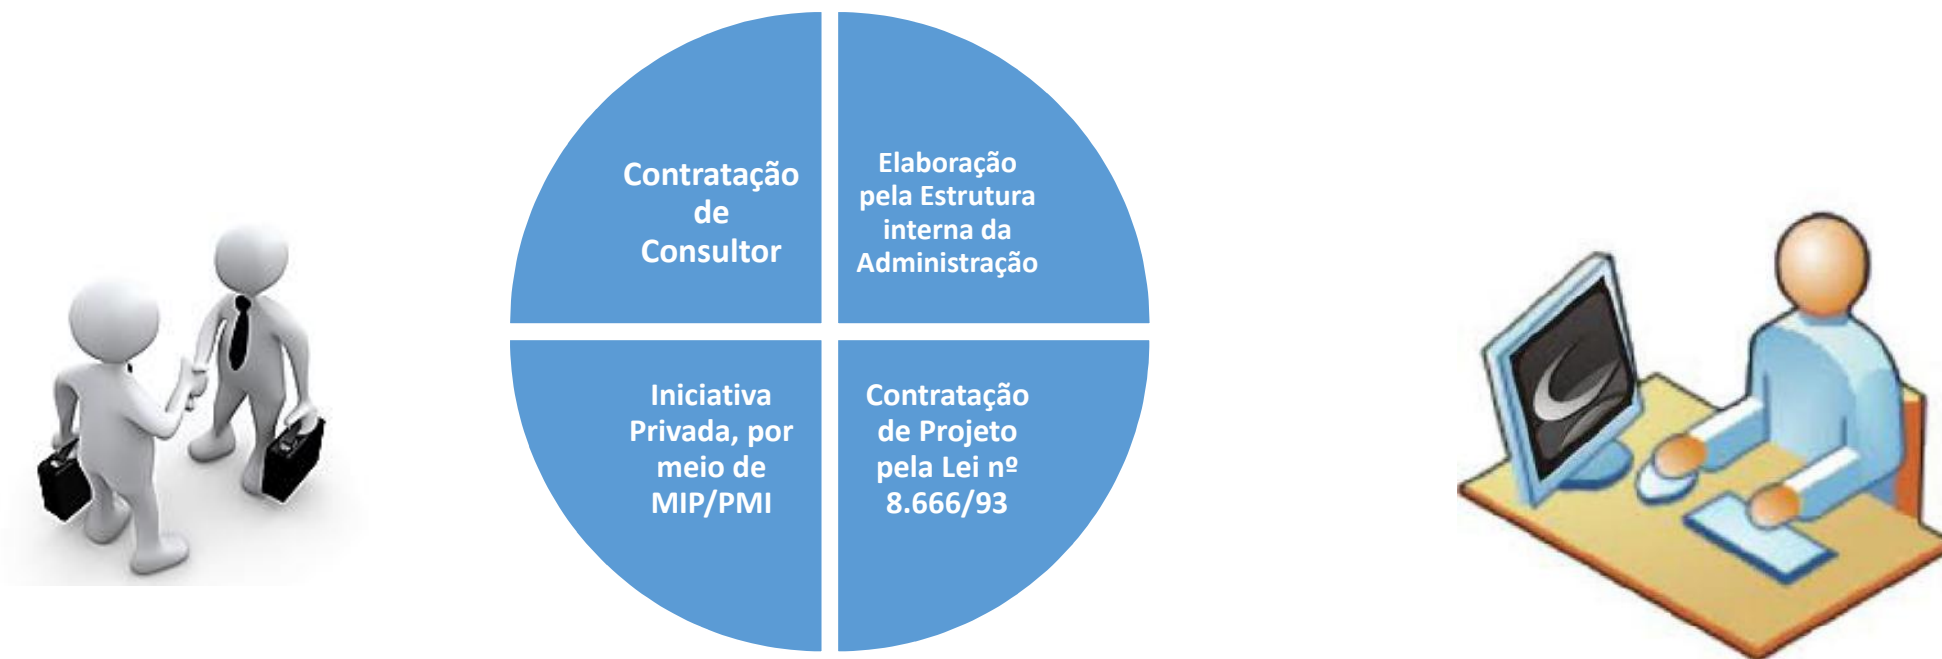 Contratação
de
Consultor
Elaboração
pela Estrutura
interna da
Administração
Iniciativa
Privada, por
meio de
MIP/PMI
Contratação
de Projeto
pela Lei nº
8.666/93